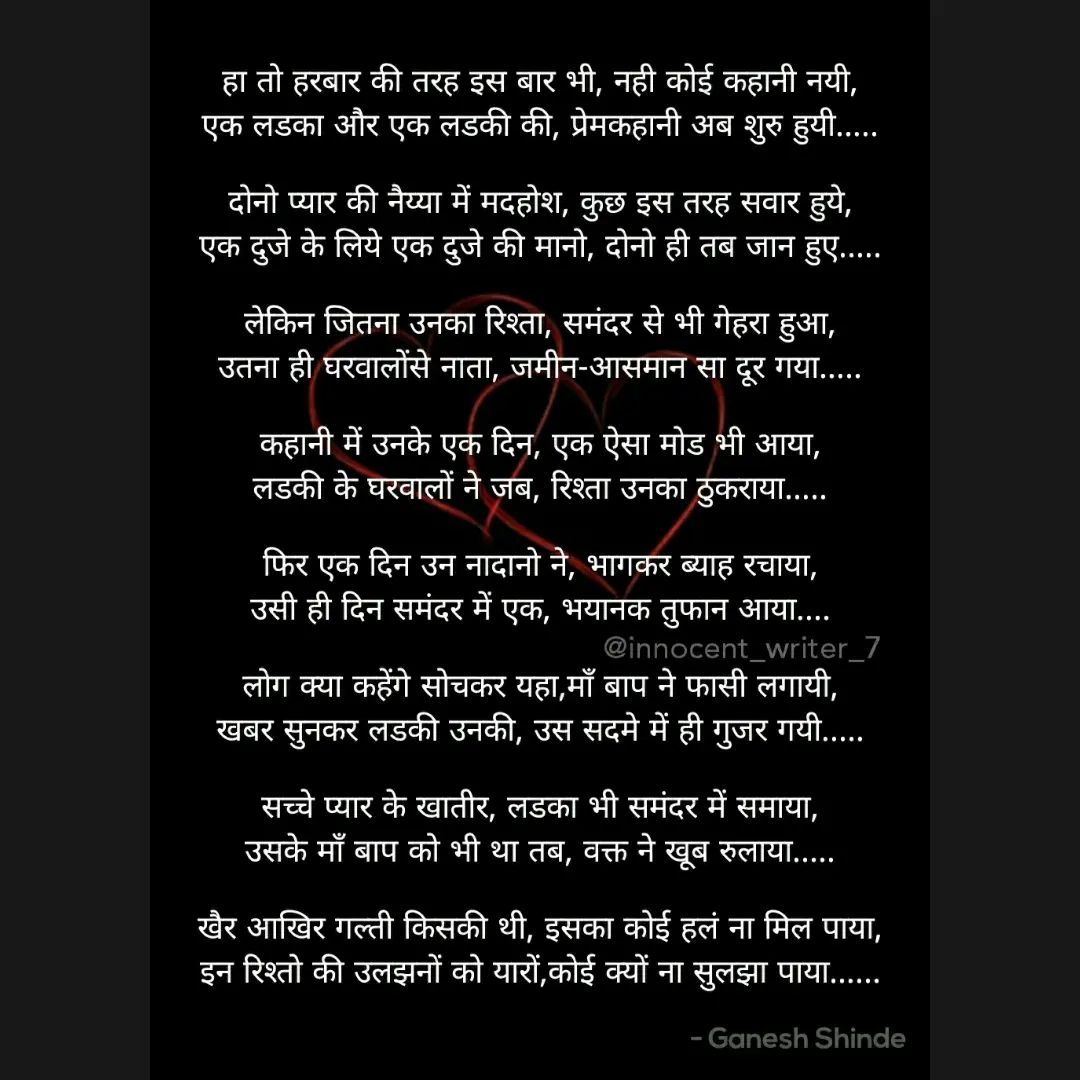 हा तो हरबार की तरह इस बार भी, नही कोई कहानी नयी,
एक लडका और एक लडकी की, प्रेमकहानी अब शुरु हुयी.....
दोनो प्यार की नैय्या में मदहोश, कुछ इस तरह सवार हुये,
एक दुजे के लिये एक दुजे की मानो, दोनो ही तब जान हुए.....
लेकिन जितना उनका रिश्ता, समंदर से भी गेहरा हुआ,
उतना ही घरवालोंसे नाता, जमीन-आसमान सा दूर गया.....
कहानी में उनके एक दिन, एक ऐसा मोड भी आया,
लडकी के घरवालों ने जब, रिश्ता उनका ठुकराया.....
फिर एक दिन उन नादानो ने, भागकर ब्याह रचाया,
उसी ही दिन समंदर में एक, भयानक तुफान आया....
@innocent_writer_7
लोग क्या कहेंगे सोचकर यहा,माँ बाप ने फासी लगायी,
खबर सुनकर लडकी उनकी, उस सदमे में ही गुजर गयी.....
सच्चे प्यार के खातीर, लडका भी समंदर में समाया,
उसके माँ बाप को भी था तब, वक्त ने खूब रुलाया.....
खैर आखिर गल्ती किसकी थी, इसका कोई हलं ना मिल पाया,
इन रिश्तो की उलझनों को यारों,कोई क्यों ना सुलझा पाया......
- Ganesh Shinde